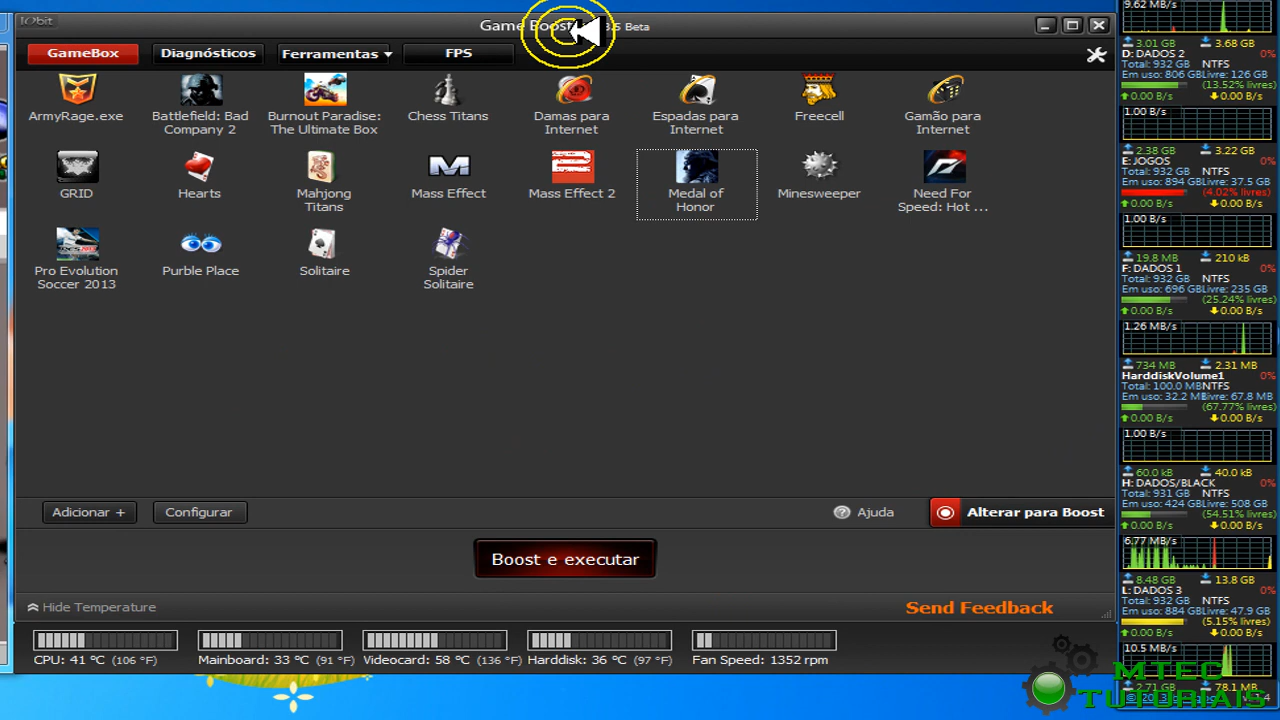 IObit
Game Boost
3.5 Beta
GameBox
Diagnósticos
Ferramentas
FPS
ArmyRage.exe
Battlefield: Bad
Company 2
Burnout Paradise:
The Ultimate Box
Chess Titans
Damas para
Internet
Espadas para
Internet
Freecell
Gamão para
Internet
GRID
Hearts
Mahjong
Titans
Mass Effect
Mass Effect 2
Medal of
Honor
Minesweeper
Need For
Speed: Hot ...
Pro Evolution
Soccer 2013
Purble Place
Solitaire
Spider
Solitaire
Adicionar +
Configurar
Ajuda
Alterar para Boost
Boost e executar
Hide Temperature
Send Feedback
CPU: 41 °C (106 °F)
Mainboard: 33 °C (91 °F)
Videocard: 58 °C (136 °F)
Harddisk: 36 °C (97 °F)
Fan Speed: 1352 rpm
9.62 MB/s
3.01 GB 3.68 GB
D: DADOS 2 0%
Total: 932 GB NTFS
Em uso: 806 GB Livre: 126 GB
(13.52% livres)
0.00 B/s 0.00 B/s
1.00 B/s
2.38 GB 3.22 GB
E: JOGOS 0%
Total: 932 GB NTFS
Em uso: 894 GB Livre: 37.5 GB
(4.02% livres)
0.00 B/s 0.00 B/s
1.00 B/s
19.8 MB 210 kB
F: DADOS 1 0%
Total: 932 GB NTFS
Em uso: 696 GB Livre: 235 GB
(25.24% livres)
0.00 B/s 0.00 B/s
1.26 MB/s
734 MB 2.31 MB
HarddiskVolume1 0%
Total: 100.0 MB NTFS
Em uso: 32.2 MB Livre: 67.8 MB
(67.77% livres)
0.00 B/s 0.00 B/s
1.00 B/s
60.0 kB 40.0 kB
H: DADOS/BLACK 0%
Total: 931 GB NTFS
Em uso: 424 GB Livre: 508 GB
(54.51% livres)
0.00 B/s 0.00 B/s
6.77 MB/s
8.48 GB 13.8 GB
L: DADOS 3 0%
Total: 932 GB NTFS
Em uso: 884 GB Livre: 47.9 GB
(5.15% livres)
0.00 B/s 0.00 B/s
10.5 MB/s
2.71 GB 78.1 MB
MTEC
TUTORIAIS